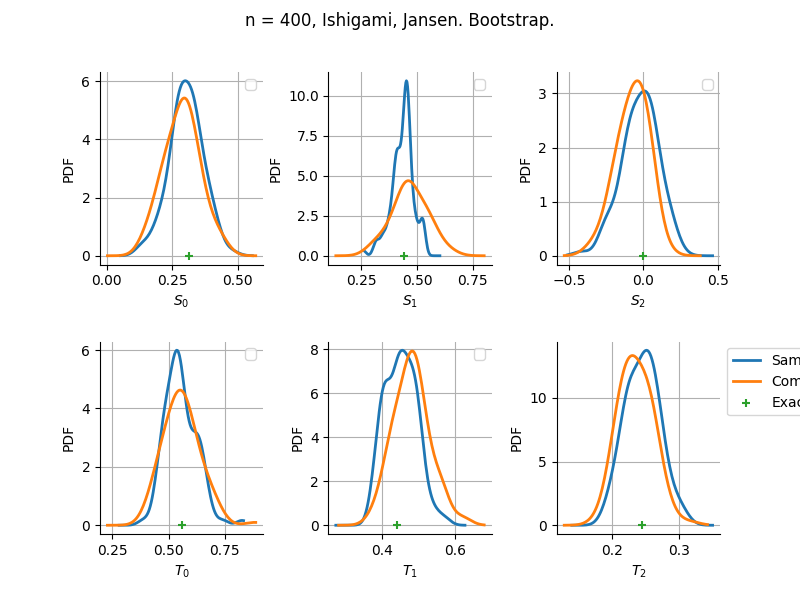 n = 400, Ishigami, Jansen. Bootstrap.
PDF
6
4
2
0
0.00 0.25 0.50
S₀
PDF
10.0
7.5
5.0
2.5
0.0
0.25 0.50 0.75
S₁
PDF
3
2
1
0
−0.5 0.0 0.5
S₂
PDF
6
4
2
0
0.25 0.50 0.75
T₀
PDF
8
6
4
2
0
0.4 0.6
T₁
PDF
10
5
0
0.2 0.3
T₂
Sam
Com
Exac